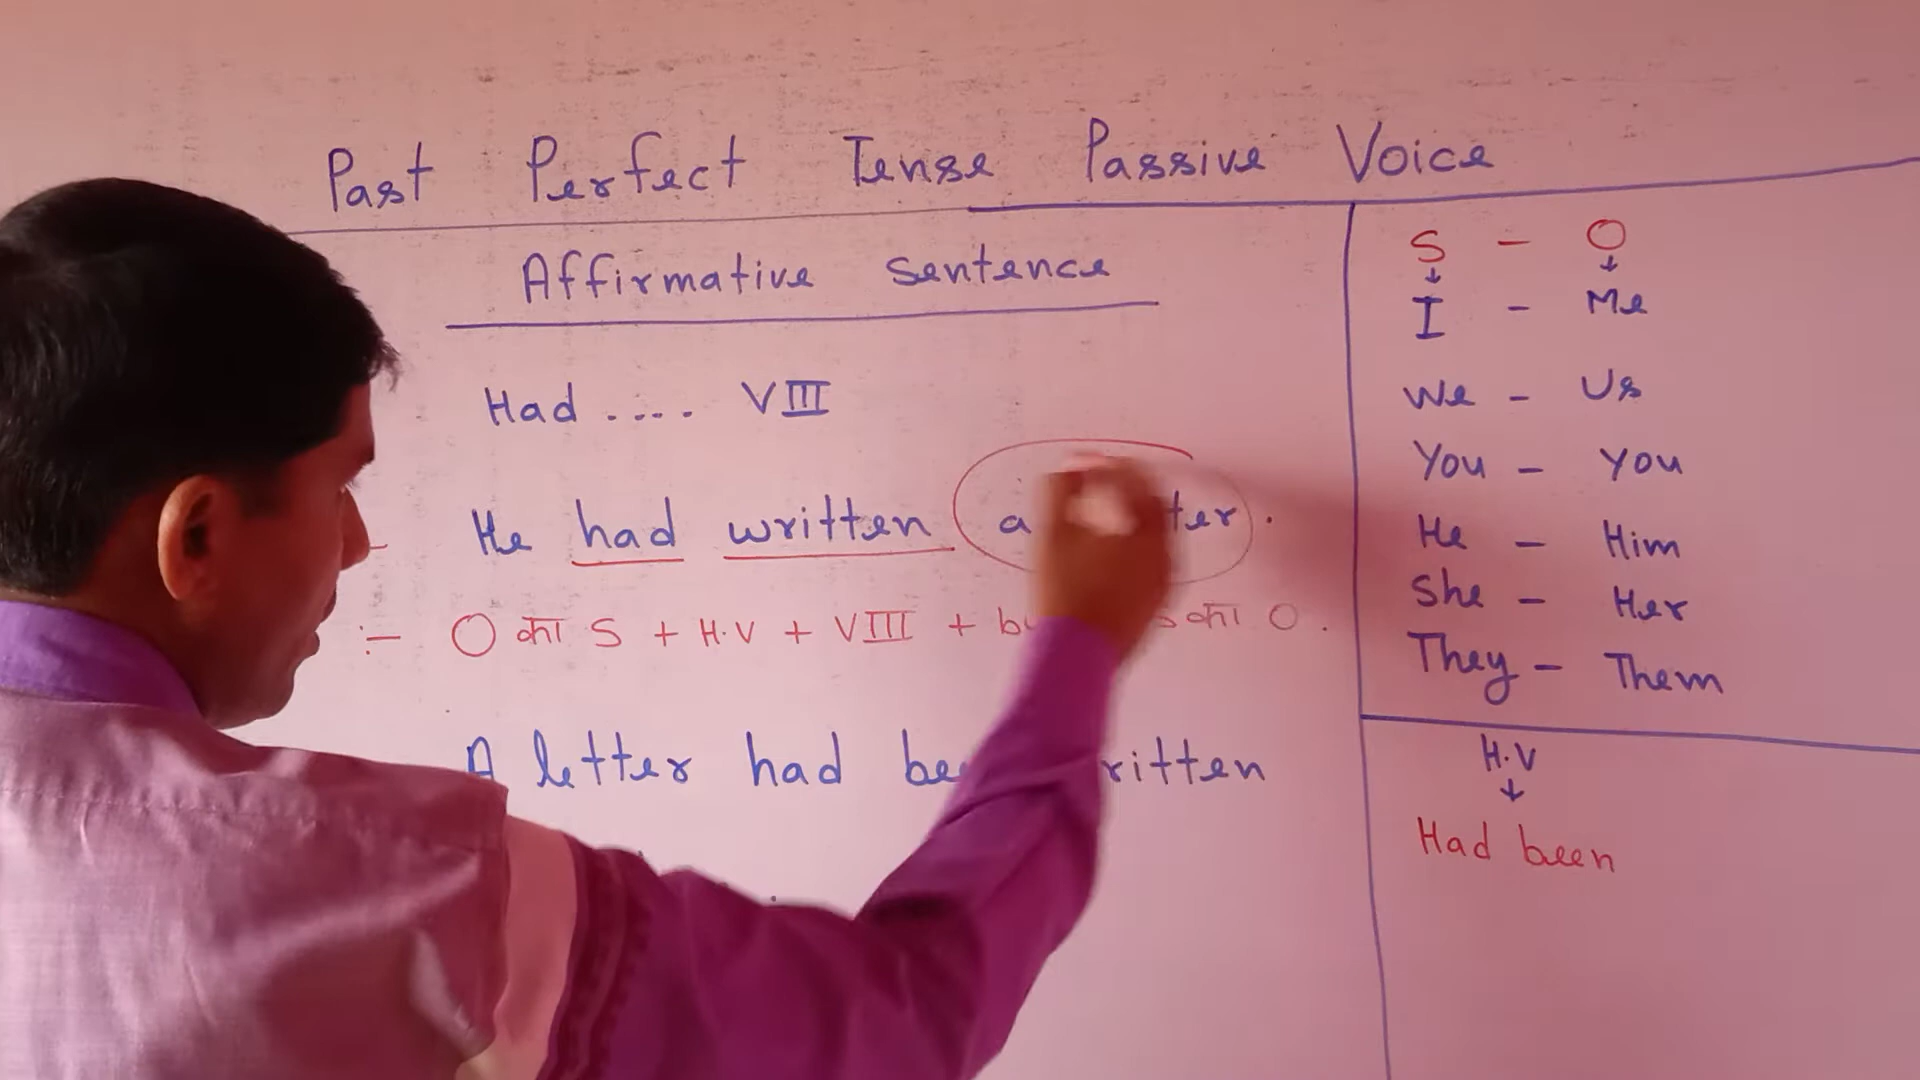 Past Perfect Tense Passive Voice
Affirmative sentence
Had .... VIII
He had written a
:- O का S + H.V + VIII + का O.
A letter had
S - O
↓ ↓
I - Me
We - Us
You - You
He - Him
She - Her
They - Them
H.V
↓
Had been